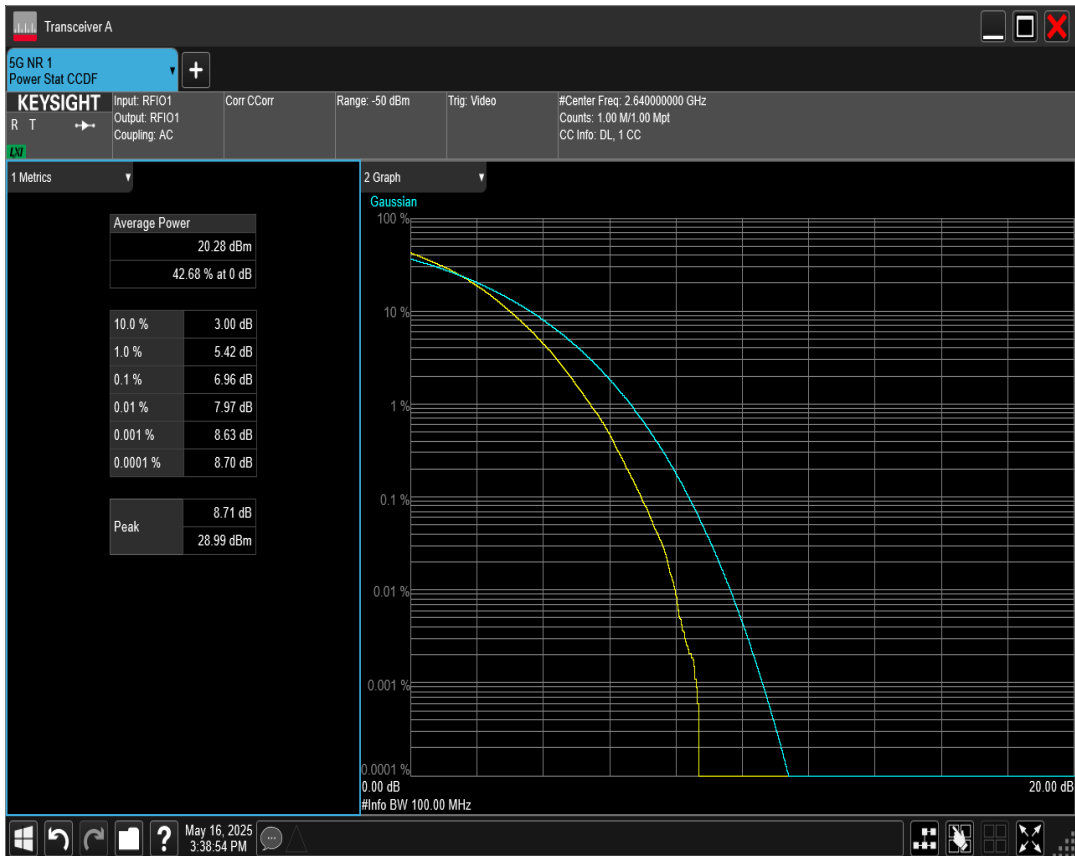 Transceiver A
5G NR 1
Power Stat CCDF
KEYSIGHT
R T
LXI
Input: RFIO1
Output: RFIO1
Coupling: AC
Corr CCorr
Range: -50 dBm
Trig: Video
#Center Freq: 2.640000000 GHz
Counts: 1.00 M/1.00 Mpt
CC Info: DL, 1 CC
1 Metrics
Average Power
20.28 dBm
42.68 % at 0 dB
10.0 % 3.00 dB
1.0 % 5.42 dB
0.1 % 6.96 dB
0.01 % 7.97 dB
0.001 % 8.63 dB
0.0001 % 8.70 dB
Peak
8.71 dB
28.99 dBm
2 Graph
Gaussian
100 %
10 %
1 %
0.1 %
0.01 %
0.001 %
0.0001 %
0.00 dB 20.00 dB
#Info BW 100.00 MHz
?
May 16, 2025
3:38:54 PM